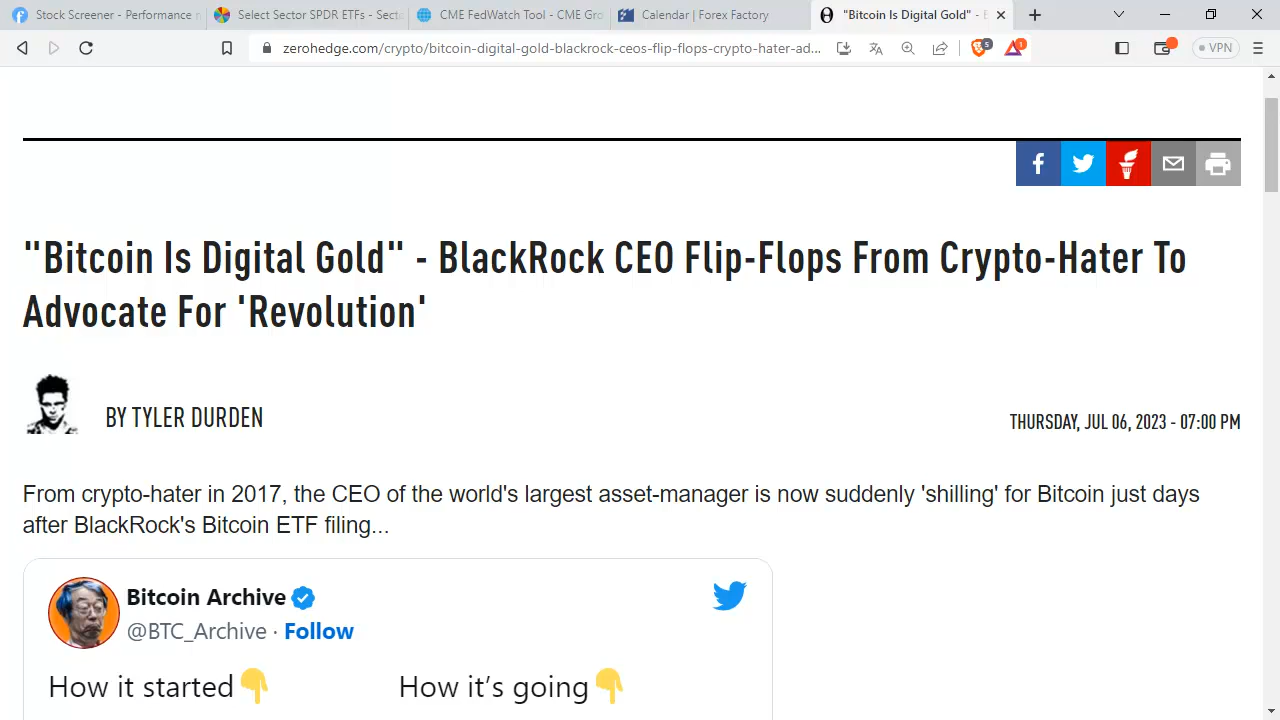 Stock Screener - Performance
Select Sector SPDR ETFs - Sect
CME FedWatch Tool - CME Gro
Calendar | Forex Factory
"Bitcoin Is Digital Gold" -
zerohedge.com/crypto/bitcoin-digital-gold-blackrock-ceos-flip-flops-crypto-hater-ad...
5
1
VPN
"Bitcoin Is Digital Gold" - BlackRock CEO Flip-Flops From Crypto-Hater To
Advocate For 'Revolution'
BY TYLER DURDEN
THURSDAY, JUL 06, 2023 - 07:00 PM
From crypto-hater in 2017, the CEO of the world's largest asset-manager is now suddenly 'shilling' for Bitcoin just days
after BlackRock's Bitcoin ETF filing...
Bitcoin Archive
@BTC_Archive · Follow
How it started👇 How it’s going👇